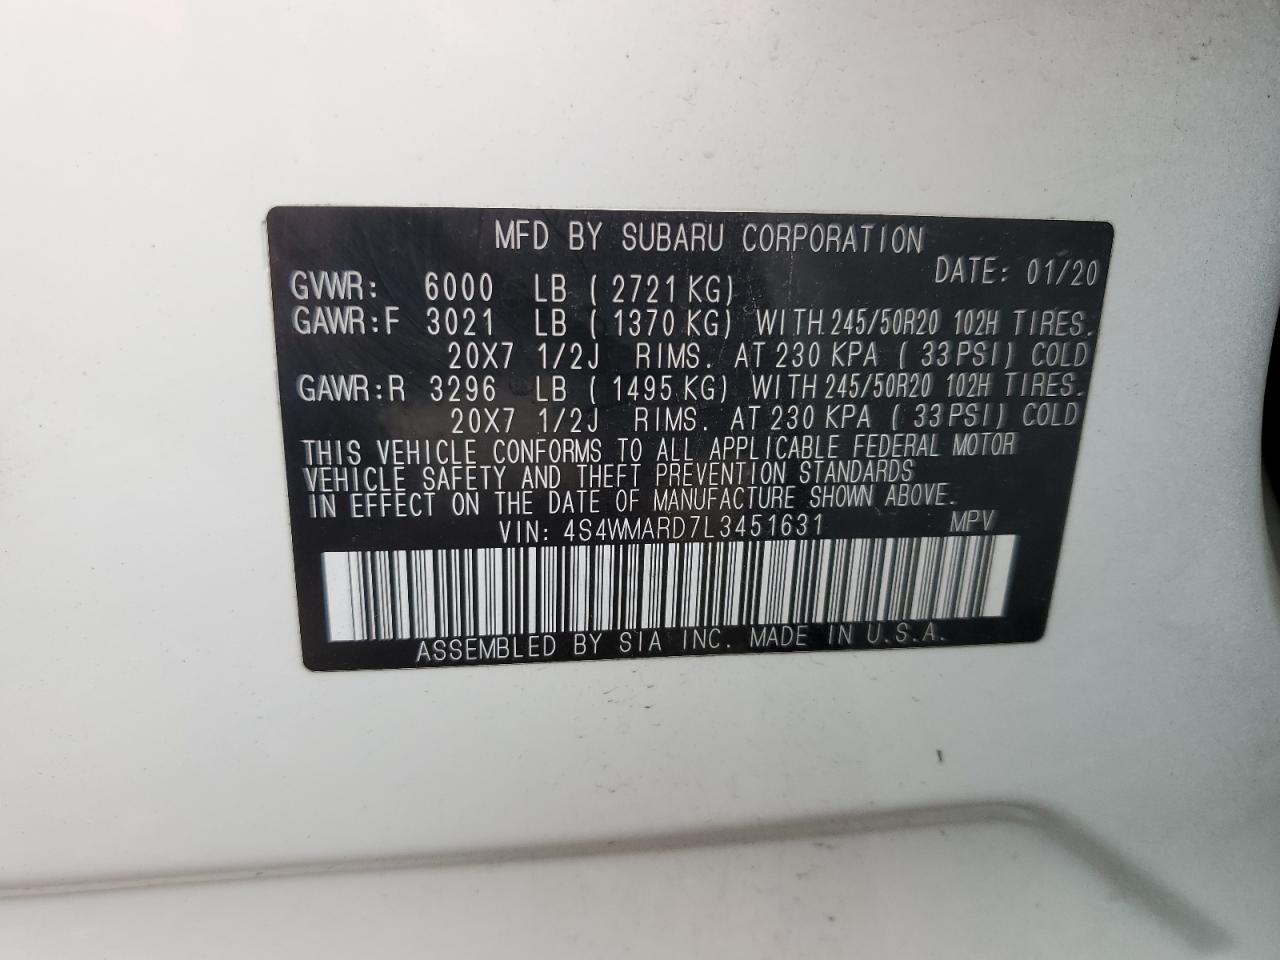 MFD BY SUBARU CORPORATION
DATE: 01/20
GVWR: 6000 LB ( 2721 KG)
GAWR:F 3021 LB ( 1370 KG) WITH 245/50R20 102H TIRES.
20X7 1/2J RIMS. AT 230 KPA ( 33 PSI) COLD
GAWR:R 3296 LB ( 1495 KG) WITH 245/50R20 102H TIRES.
20X7 1/2J RIMS. AT 230 KPA ( 33 PSI) COLD
THIS VEHICLE CONFORMS TO ALL APPLICABLE FEDERAL MOTOR
VEHICLE SAFETY AND THEFT PREVENTION STANDARDS
IN EFFECT ON THE DATE OF MANUFACTURE SHOWN ABOVE.
VIN: 4S4WMARD7L3451631 MPV
ASSEMBLED BY SIA INC. MADE IN U.S.A.